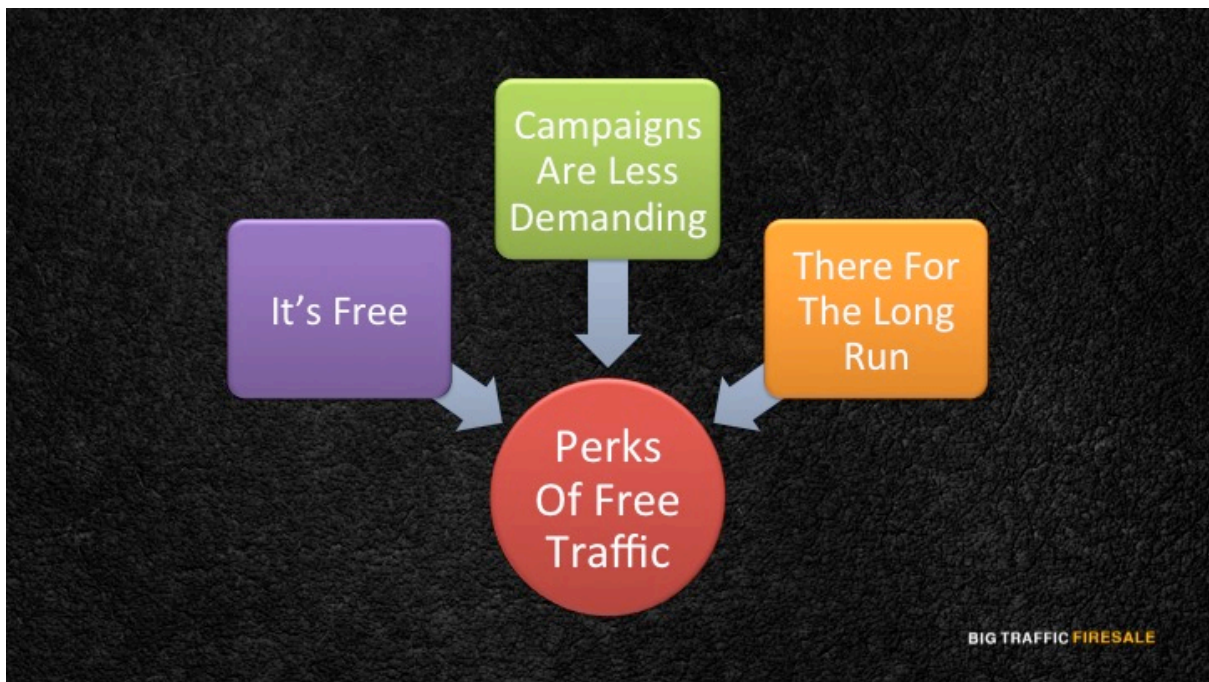 Campaigns
Are Less
Demanding
It’s Free
There For
The Long
Run
Perks
Of Free
Traffic
BIG TRAFFIC FIRESALE